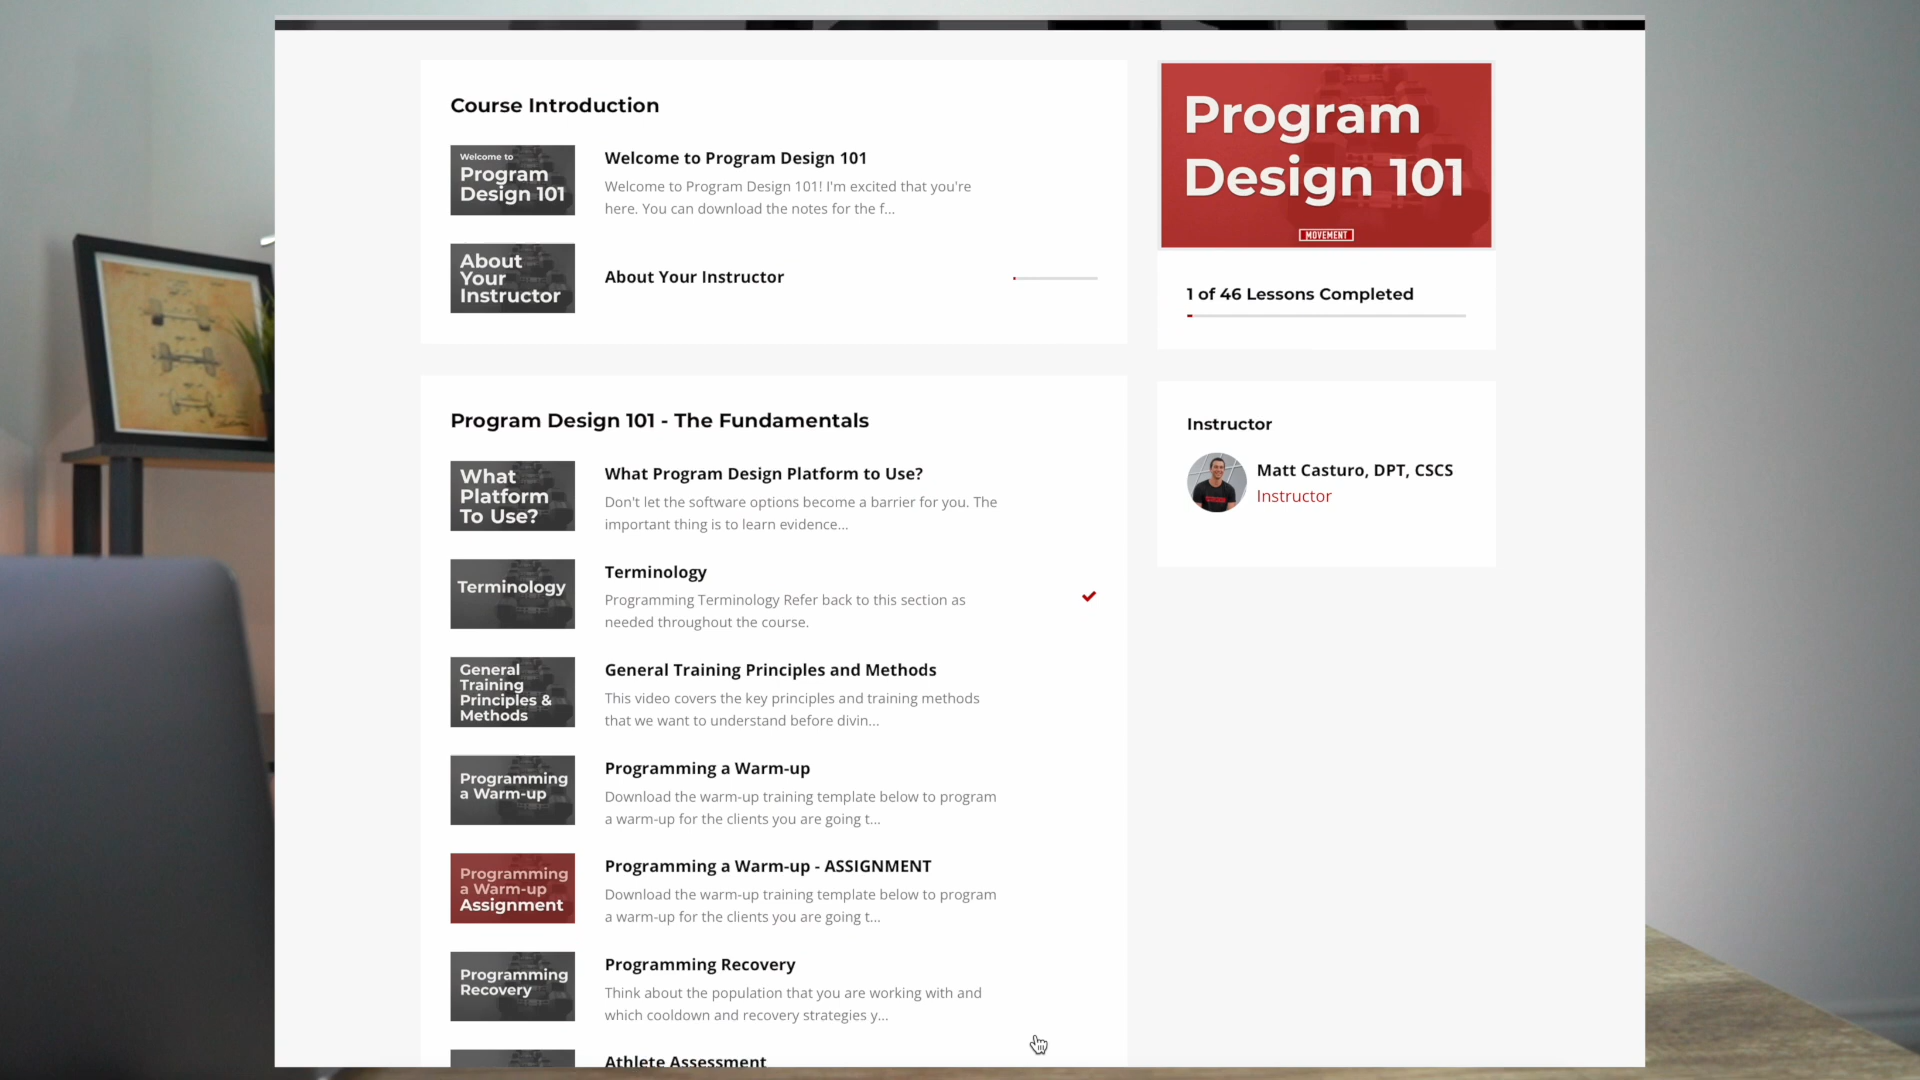 Course Introduction
Welcome to
Program
Design 101
Welcome to Program Design 101
Welcome to Program Design 101! I'm excited that you're
here. You can download the notes for the f...
About
Your
Instructor
About Your Instructor
Program Design 101 - The Fundamentals
What
Platform
To Use?
What Program Design Platform to Use?
Don't let the software options become a barrier for you. The
important thing is to learn evidence...
Terminology
Terminology
Programming Terminology Refer back to this section as
needed throughout the course.
General
Training
Principles &
Methods
General Training Principles and Methods
This video covers the key principles and training methods
that we want to understand before divin...
Programming
a Warm-up
Programming a Warm-up
Download the warm-up training template below to program
a warm-up for the clients you are going t...
Programming
a Warm-up
Assignment
Programming a Warm-up - ASSIGNMENT
Download the warm-up training template below to program
a warm-up for the clients you are going t...
Programming
Recovery
Programming Recovery
Think about the population that you are working with and
which cooldown and recovery strategies y...
Athlete Assessment
Program
Design 101
MOVEMENT
1 of 46 Lessons Completed
Instructor
Matt Casturo, DPT, CSCS
Instructor